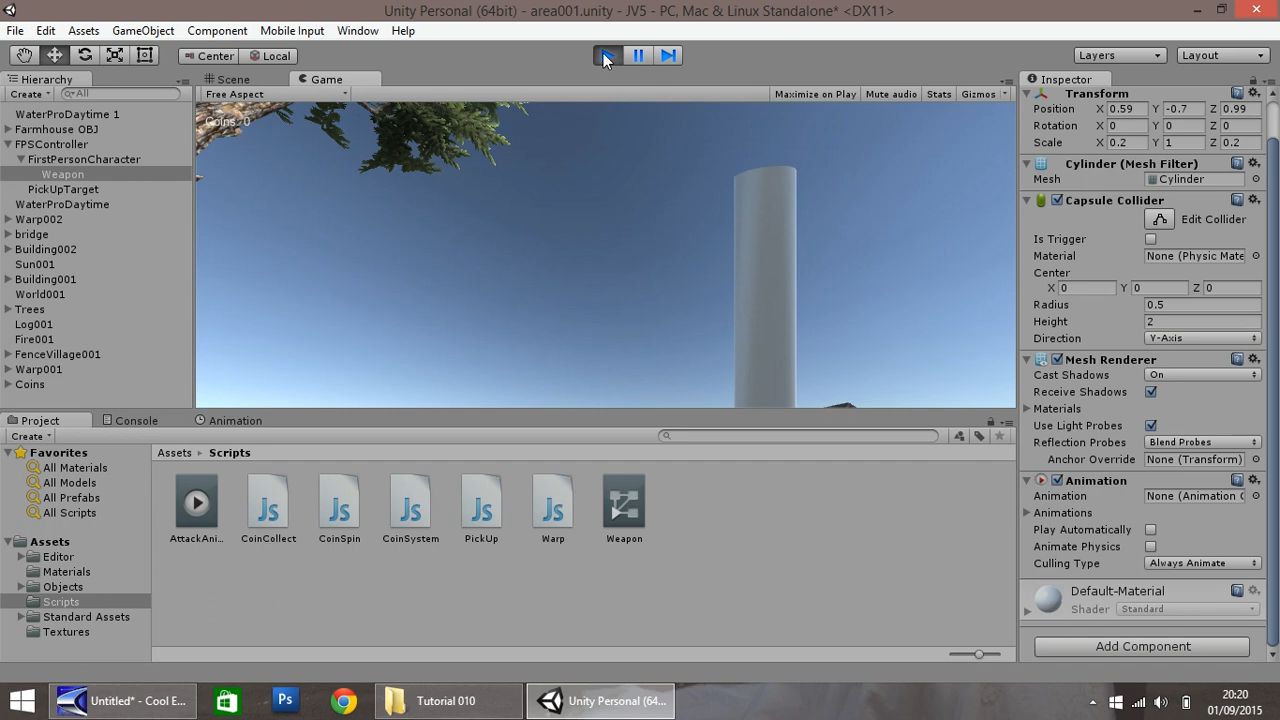 Unity Personal (64bit) - area001.unity - JV5 - PC, Mac & Linux Standalone* <DX11>
File Edit Assets GameObject Component Mobile Input Window Help
Center Local Layers Layout
Hierarchy
Create All
WaterProDaytime 1
Farmhouse OBJ
FPSController
FirstPersonCharacter
Weapon
PickUpTarget
WaterProDaytime
Warp002
bridge
Building002
Sun001
Building001
World001
Trees
Log001
Fire001
FenceVillage001
Warp001
Coins
Scene Game
Free Aspect Maximize on Play Mute audio Stats Gizmos
Coins: 0
Inspector
Transform
Position X 0.59 Y -0.7 Z 0.99
Rotation X 0 Y 0 Z 0
Scale X 0.2 Y 1 Z 0.2
Cylinder (Mesh Filter)
Mesh Cylinder
Capsule Collider
Edit Collider
Is Trigger
Material None (Physic Mate
Center
X 0 Y 0 Z 0
Radius 0.5
Height 2
Direction Y-Axis
Mesh Renderer
Cast Shadows On
Receive Shadows
Materials
Use Light Probes
Reflection Probes Blend Probes
Anchor Override None (Transform)
Animation
Animation None (Animation C
Animations
Play Automatically
Animate Physics
Culling Type Always Animate
Default-Material
Shader Standard
Add Component
Project Console Animation
Create
Favorites
All Materials
All Models
All Prefabs
All Scripts
Assets
Editor
Materials
Objects
Scripts
Standard Assets
Textures
Assets Scripts
Js Js Js Js Js
AttackAni... CoinCollect CoinSpin CoinSystem PickUp Warp Weapon
Untitled* - Cool E... Ps Tutorial 010 Unity Personal (64...
20:20
01/09/2015